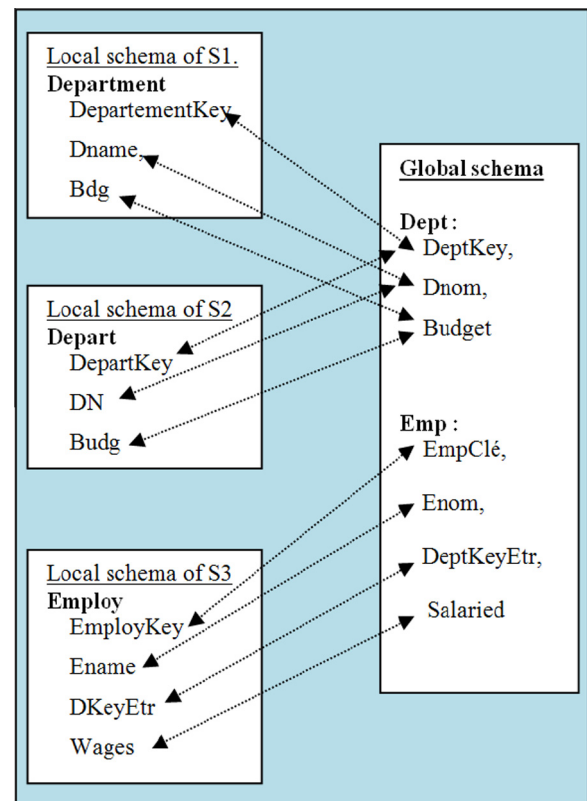 Local schema of S1.
Department
DepartementKey
Dname,
Bdg
Local schema of S2
Depart
DepartKey
DN
Budg
Local schema of S3
Employ
EmployKey
Ename
DKeyEtr
Wages
Global schema
Dept :
DeptKey,
Dnom,
Budget
Emp :
EmpClé,
Enom,
DeptKeyEtr,
Salaried